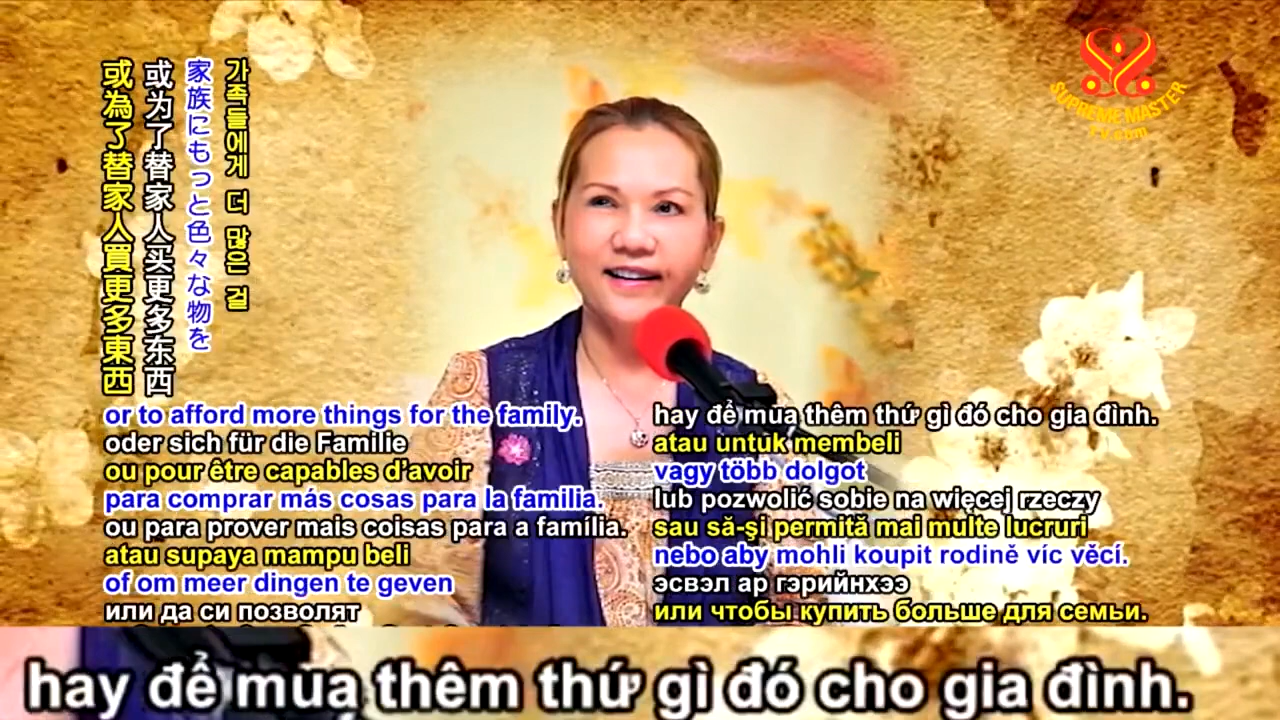 或為了替家人買更多東西
或为了替家人买更多东西
家族にもっと色々な物を
가족들에게 더 많은 걸
SUPREME MASTER
TV.com
or to afford more things for the family.
oder sich für die Familie
ou pour être capables d’avoir
para comprar más cosas para la familia.
ou para prover mais coisas para a família.
atau supaya mampu beli
of om meer dingen te geven
или да си позволят
hay để mua thêm thứ gì đó cho gia đình.
atau untuk membeli
vagy több dolgot
lub pozwolić sobie na więcej rzeczy
sau să-şi permită mai multe lucruri
nebo aby mohli koupit rodině víc věcí.
эсвэл ар гэрийнхээ
или чтобы купить больше для семьи.
hay để mua thêm thứ gì đó cho gia đình.